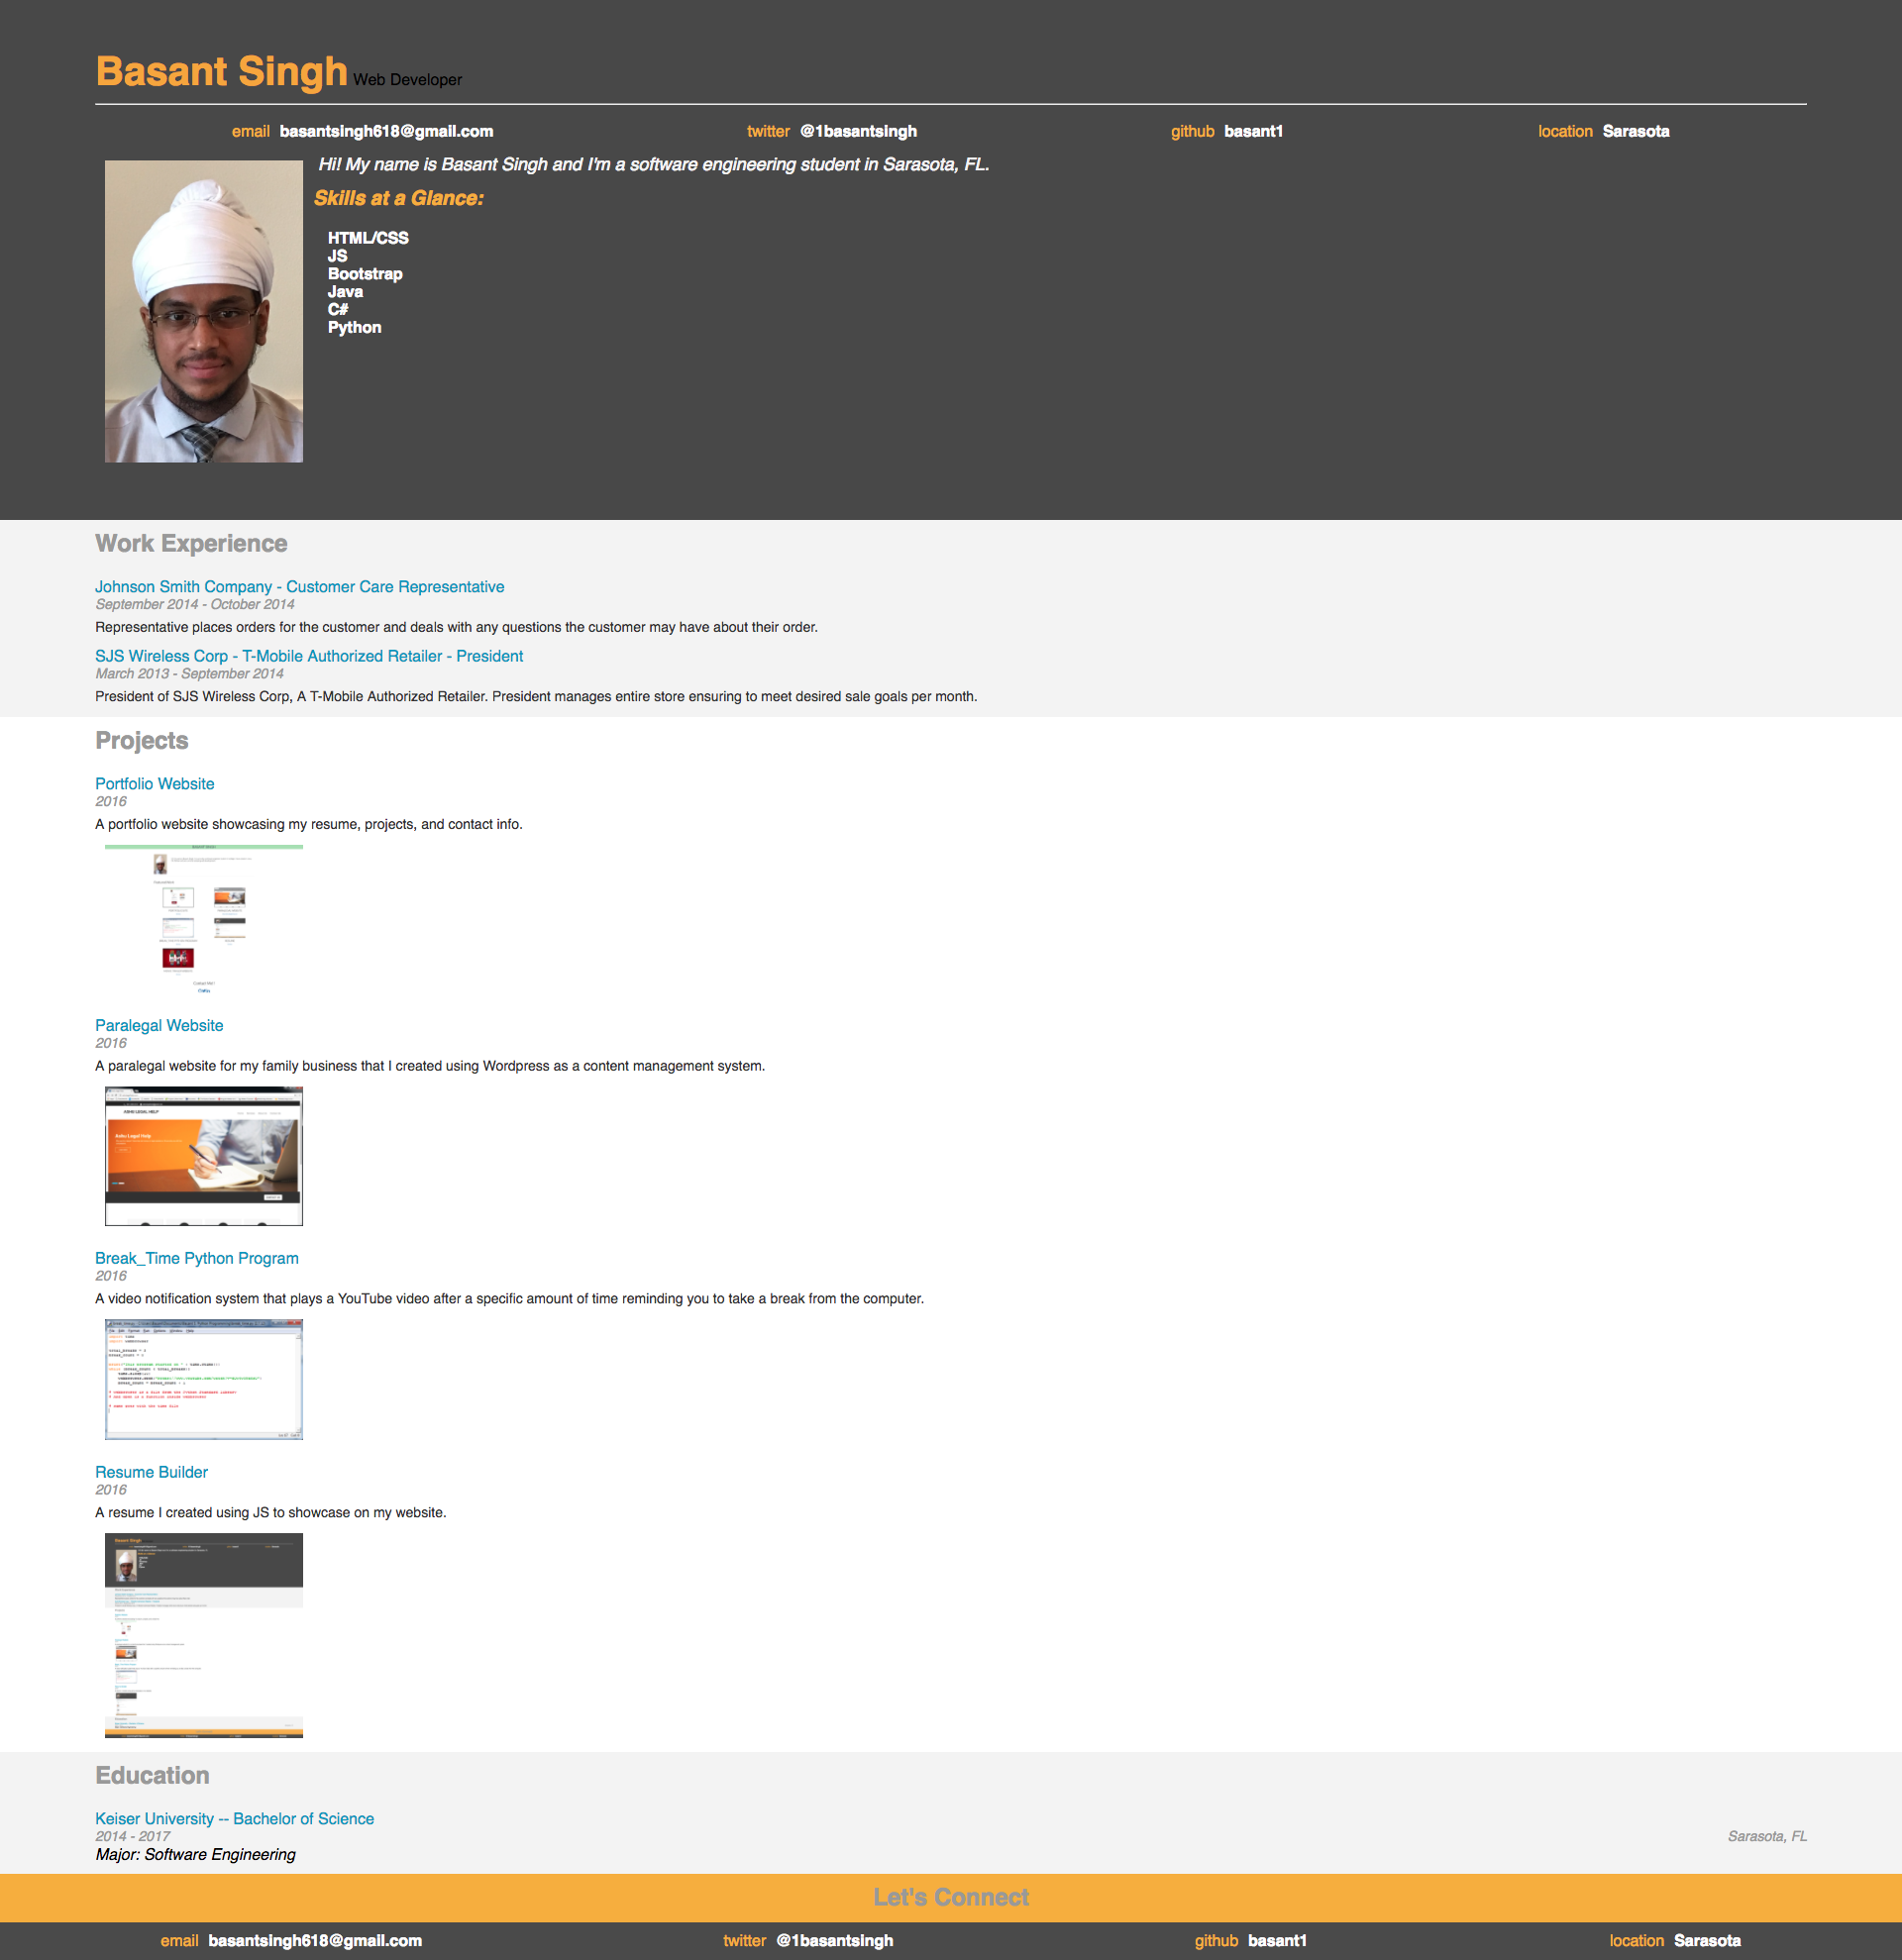 Basant Singh Web Developer
email basantsingh618@gmail.com twitter @1basantsingh github basant1 location Sarasota
Hi! My name is Basant Singh and I'm a software engineering student in Sarasota, FL.
Skills at a Glance:
HTML/CSS
JS
Bootstrap
Java
C#
Python
Work Experience
Johnson Smith Company - Customer Care Representative
September 2014 - October 2014
Representative places orders for the customer and deals with any questions the customer may have about their order.
SJS Wireless Corp - T-Mobile Authorized Retailer - President
March 2013 - September 2014
President of SJS Wireless Corp, A T-Mobile Authorized Retailer. President manages entire store ensuring to meet desired sale goals per month.
Projects
Portfolio Website
2016
A portfolio website showcasing my resume, projects, and contact info.
Paralegal Website
2016
A paralegal website for my family business that I created using Wordpress as a content management system.
ASHU LEGAL HELP
Ashu Legal Help
Break_Time Python Program
2016
A video notification system that plays a YouTube video after a specific amount of time reminding you to take a break from the computer.
Resume Builder
2016
A resume I created using JS to showcase on my website.
Basant Singh
Education
Keiser University -- Bachelor of Science
2014 - 2017 Sarasota, FL
Major: Software Engineering
Let's Connect
email basantsingh618@gmail.com twitter @1basantsingh github basant1 location Sarasota